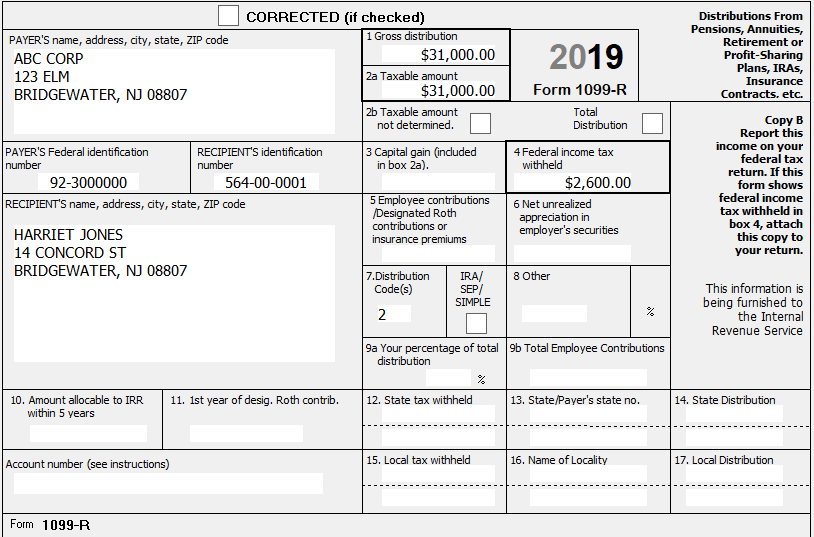 CORRECTED (if checked)
PAYER'S name, address, city, state, ZIP code
ABC CORP
123 ELM
BRIDGEWATER, NJ 08807
1 Gross distribution
$31,000.00
2a Taxable amount
$31,000.00
2019
Form 1099-R
Distributions From
Pensions, Annuities,
Retirement or
Profit-Sharing
Plans, IRAs,
Insurance
Contracts. etc.
2b Taxable amount
not determined.
Total
Distribution
Copy B
Report this
income on your
federal tax
return. If this
form shows
federal income
tax withheld in
box 4, attach
this copy to
your return.
This information is
being furnished to
the Internal
Revenue Service
PAYER'S Federal identification
number
92-3000000
RECIPIENT'S identification
number
564-00-0001
3 Capital gain (included
in box 2a).
4 Federal income tax
withheld
$2,600.00
RECIPIENT'S name, address, city, state, ZIP code
HARRIET JONES
14 CONCORD ST
BRIDGEWATER, NJ 08807
5 Employee contributions
/Designated Roth
contributions or
insurance premiums
6 Net unrealized
appreciation in
employer's securities
7.Distribution
Code(s)
2
IRA/
SEP/
SIMPLE
8 Other
%
9a Your percentage of total
distribution
%
9b Total Employee Contributions
10. Amount allocable to IRR
within 5 years
11. 1st year of desig. Roth contrib.
12. State tax withheld
13. State/Payer's state no.
14. State Distribution
Account number (see instructions)
15. Local tax withheld
16. Name of Locality
17. Local Distribution
Form 1099-R